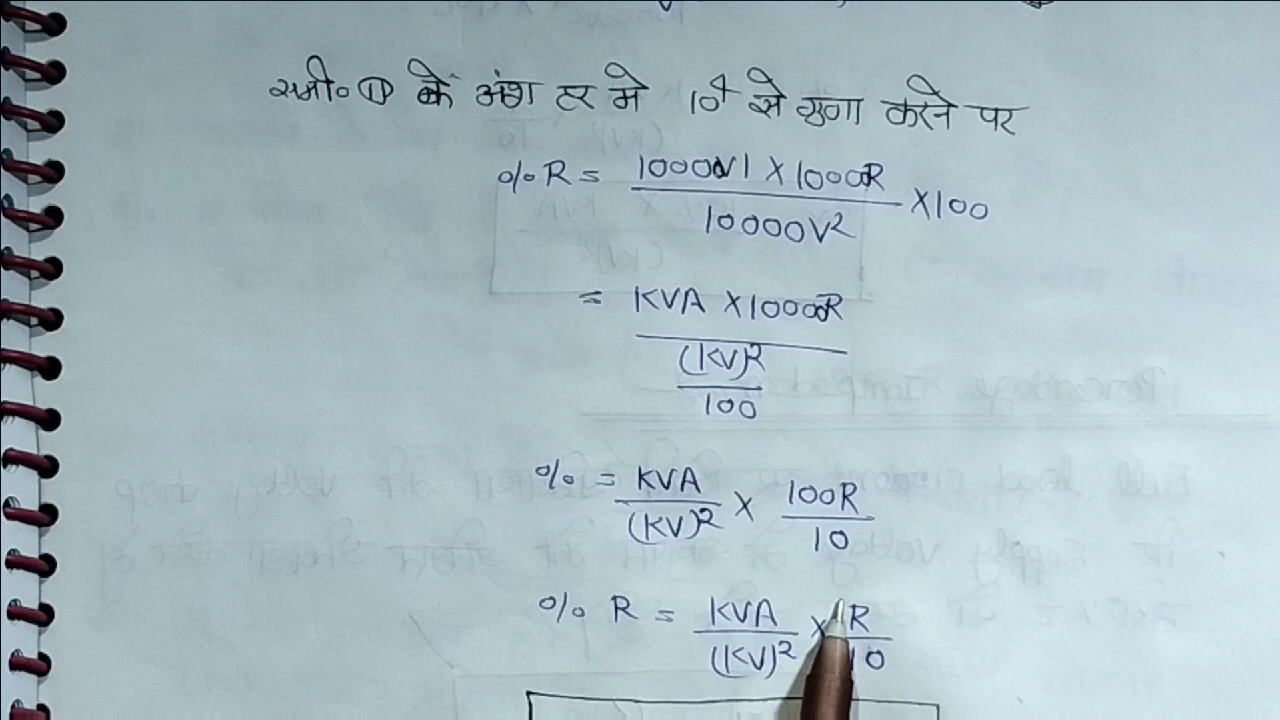 समी० ① के अंश हर मे 10⁴ से गुणा करने पर
% R = 1000VI × 1000R / 10000V² × 100
= KVA × 1000R / (KV)² / 100
% = KVA / (KV)² × 100R / 10
% R = KVA / (KV)² × R / 10